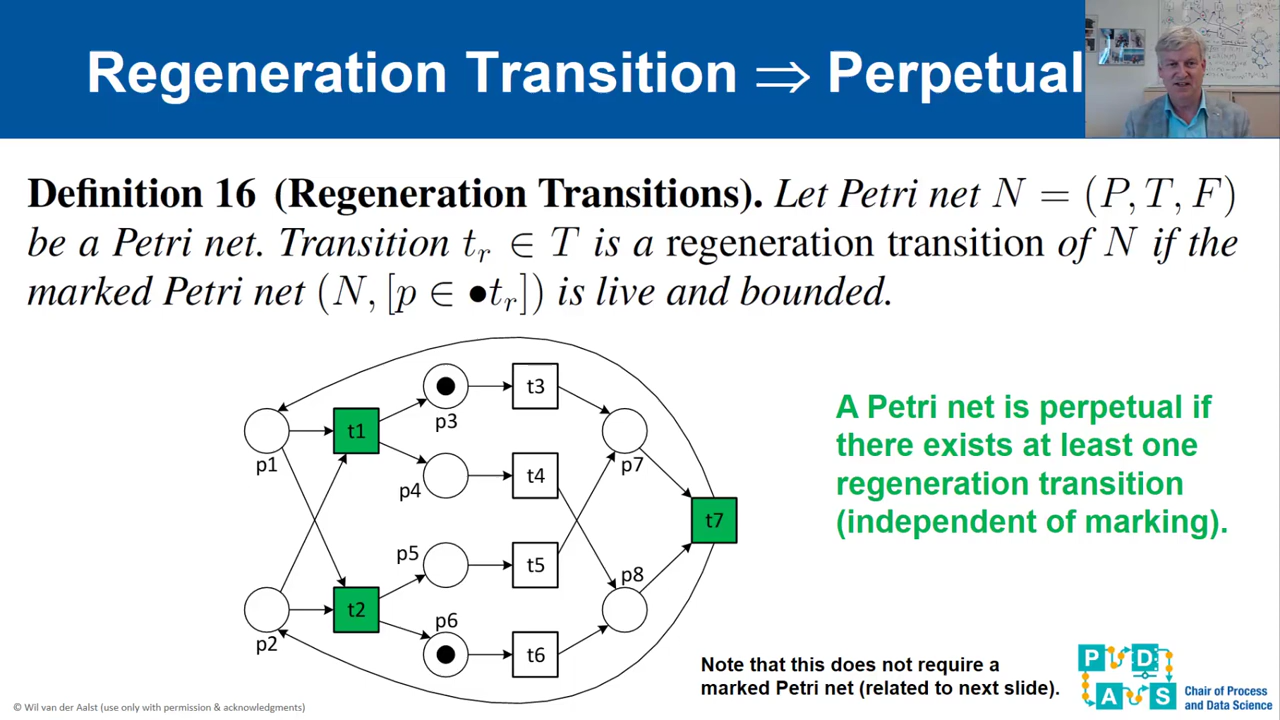 Regeneration Transition ⇒ Perpetual
Definition 16 (Regeneration Transitions). Let Petri net N = (P, T, F)
be a Petri net. Transition tᵣ ∈ T is a regeneration transition of N if the
marked Petri net (N, [p ∈ •tᵣ]) is live and bounded.
p1
p2
t1
t2
p3
p4
p5
p6
t3
t4
t5
t6
p7
p8
t7
A Petri net is perpetual if
there exists at least one
regeneration transition
(independent of marking).
Note that this does not require a
marked Petri net (related to next slide).
P D
A S
Chair of Process
and Data Science
© Wil van der Aalst (use only with permission & acknowledgments)